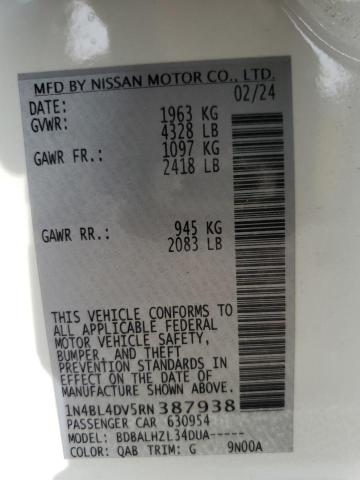 MFD BY NISSAN MOTOR CO., LTD.
DATE: 02/24
GVWR: 1963 KG
4328 LB
GAWR FR.: 1097 KG
2418 LB
GAWR RR.: 945 KG
2083 LB
THIS VEHICLE CONFORMS TO
ALL APPLICABLE FEDERAL
MOTOR VEHICLE SAFETY,
BUMPER, AND THEFT
PREVENTION STANDARDS IN
EFFECT ON THE DATE OF
MANUFACTURE SHOWN ABOVE.
1N4BL4DV5RN387938
PASSENGER CAR 630954
MODEL: BDBALHZL34DUA-----
COLOR: QAB TRIM: G 9N00A